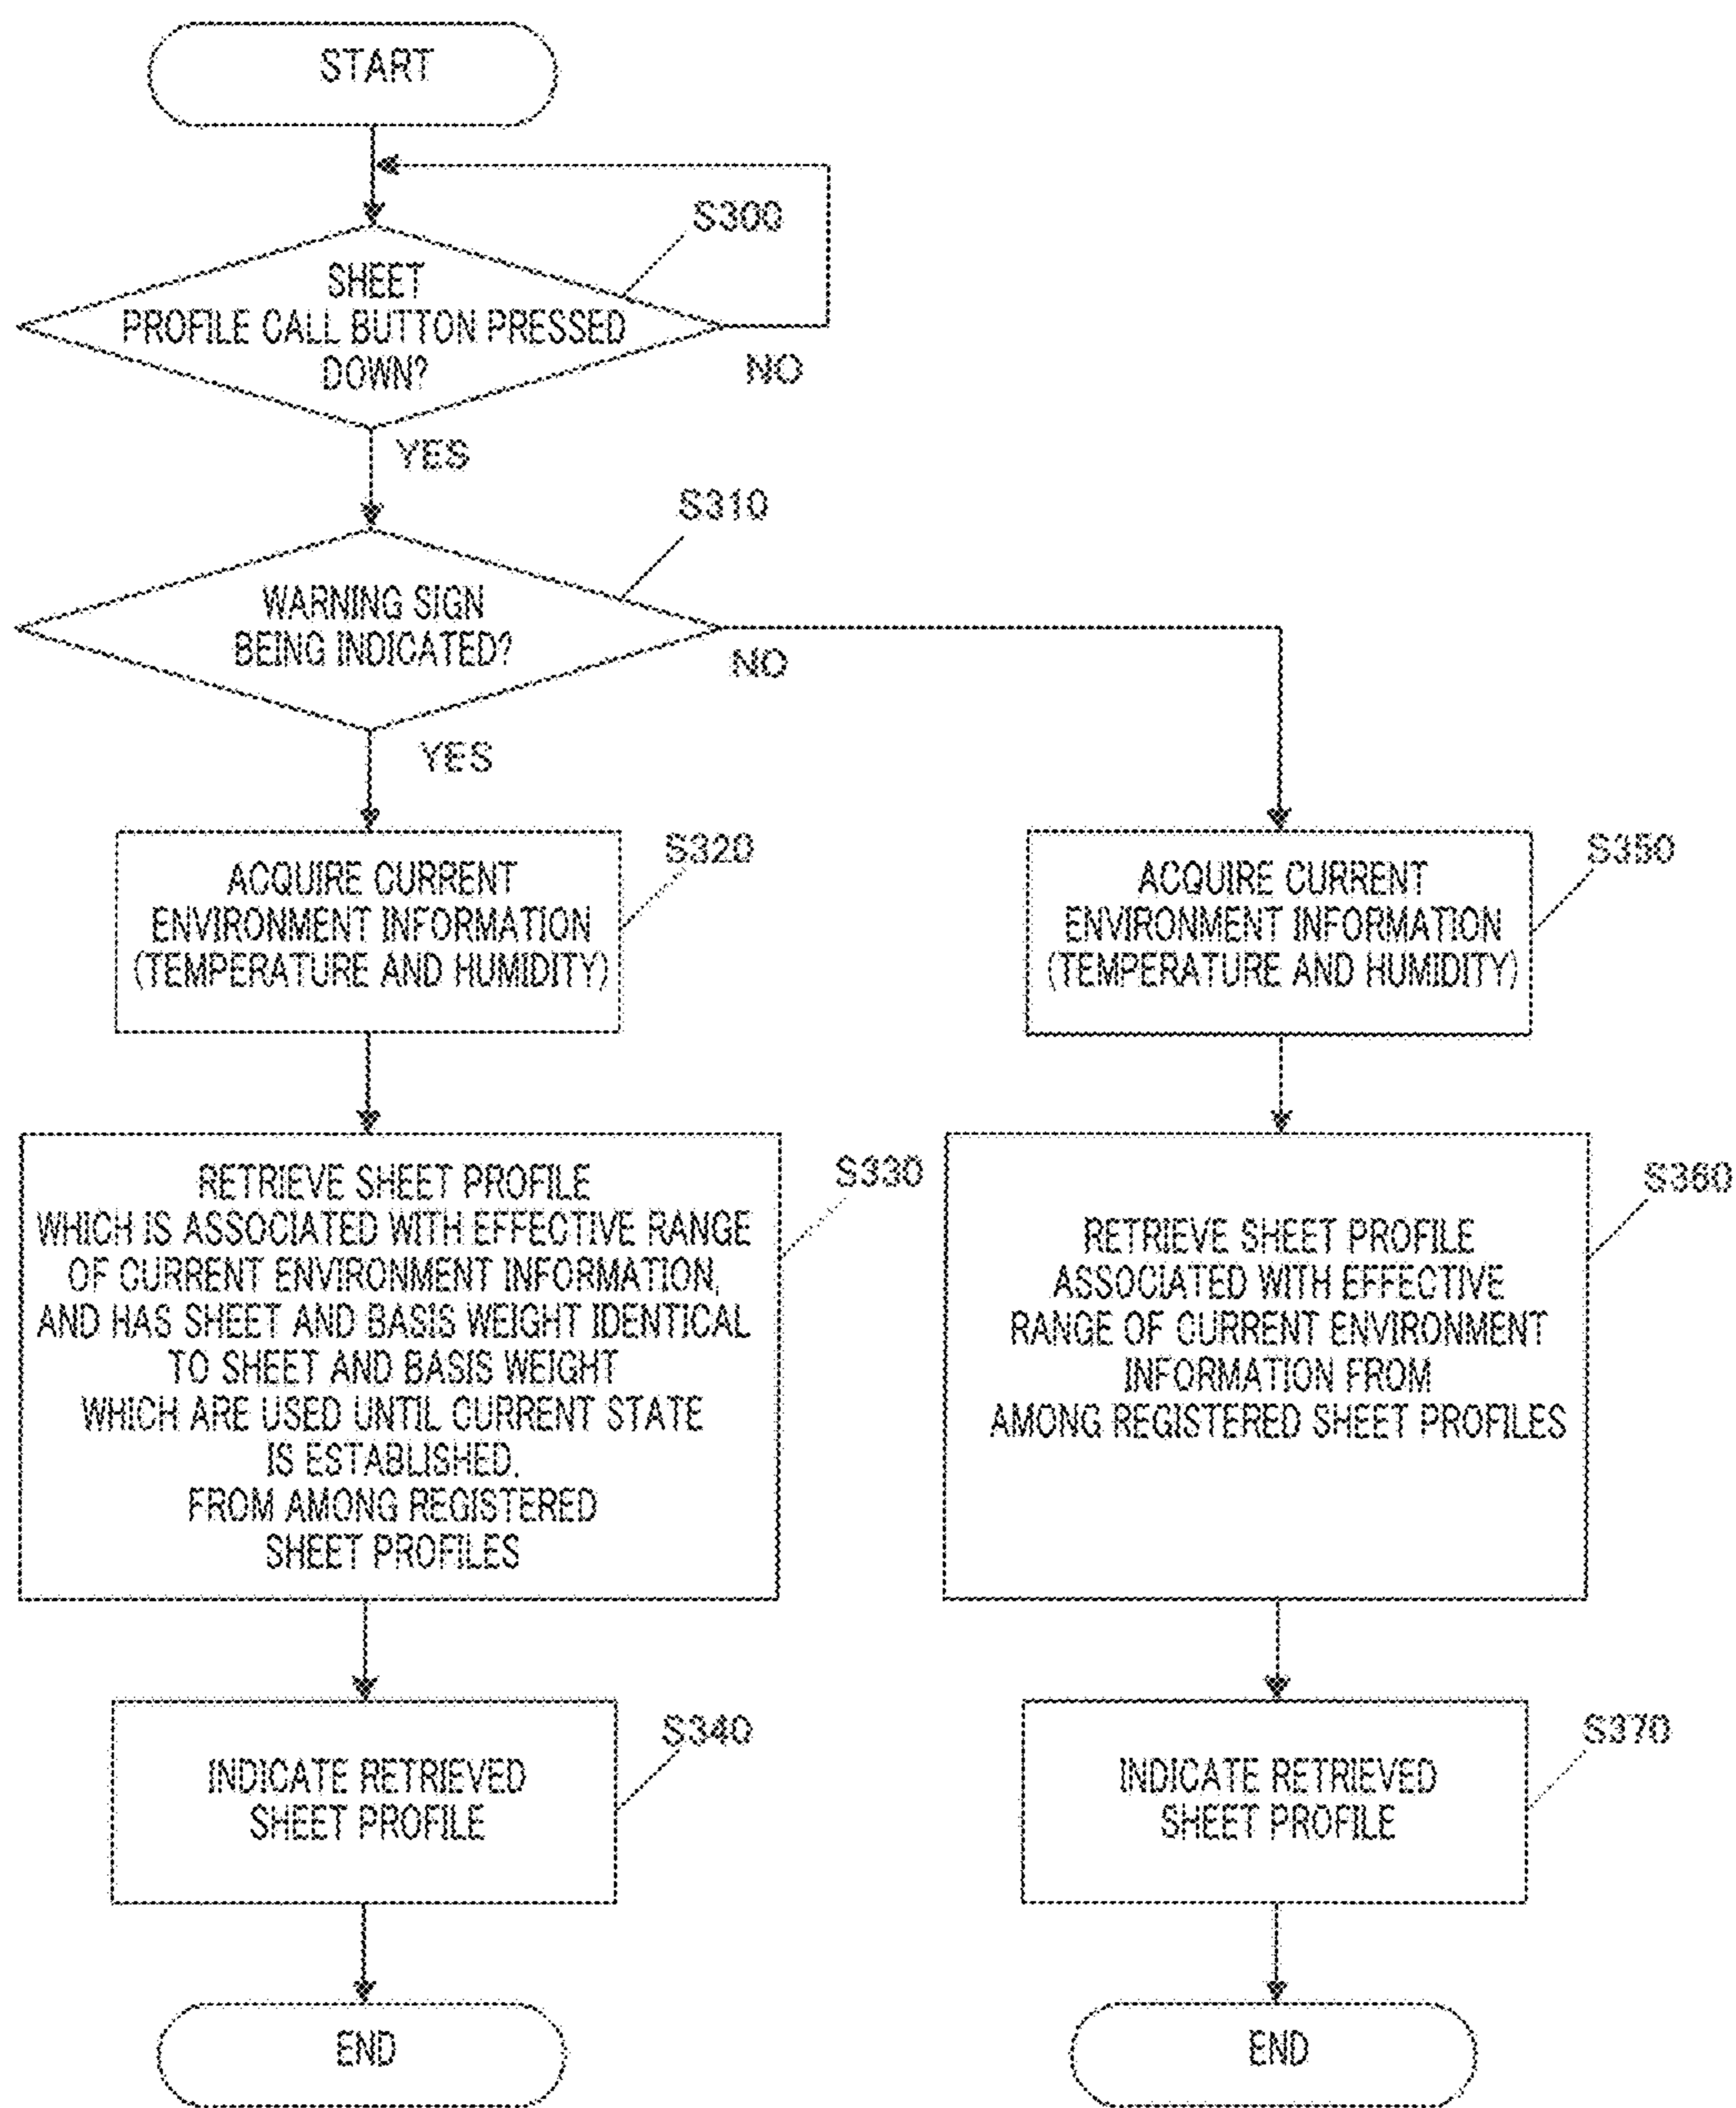 START
S300
SHEET
PROFILE CALL BUTTON PRESSED
DOWN?
NO
YES
S310
WARNING SIGN
BEING INDICATED?
NO
YES
S320
ACQUIRE CURRENT
ENVIRONMENT INFORMATION
(TEMPERATURE AND HUMIDITY)
S350
ACQUIRE CURRENT
ENVIRONMENT INFORMATION
(TEMPERATURE AND HUMIDITY)
S330
RETRIEVE SHEET PROFILE
WHICH IS ASSOCIATED WITH EFFECTIVE RANGE
OF CURRENT ENVIRONMENT INFORMATION,
AND HAS SHEET AND BASIS WEIGHT IDENTICAL
TO SHEET AND BASIS WEIGHT
WHICH ARE USED UNTIL CURRENT STATE
IS ESTABLISHED,
FROM AMONG REGISTERED
SHEET PROFILES
S360
RETRIEVE SHEET PROFILE
ASSOCIATED WITH EFFECTIVE
RANGE OF CURRENT ENVIRONMENT
INFORMATION FROM
AMONG REGISTERED SHEET PROFILES
S340
INDICATE RETRIEVED
SHEET PROFILE
S370
INDICATE RETRIEVED
SHEET PROFILE
END
END